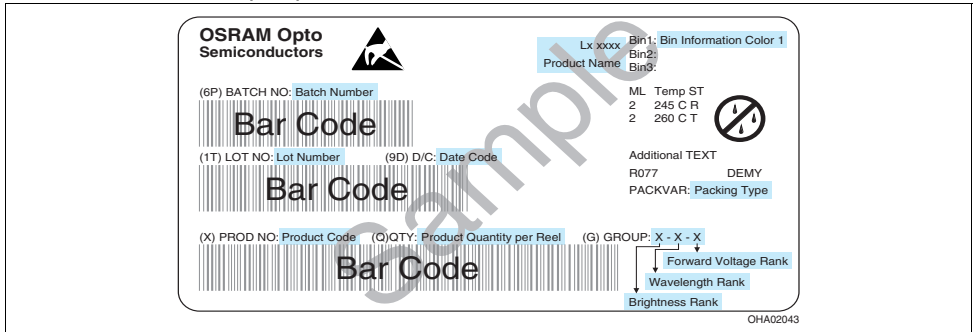 OSRAM Opto
Semiconductors
Lx xxxx
Product Name
Bin1: Bin Information Color 1
Bin2:
Bin3:
(6P) BATCH NO: Batch Number
Bar Code
ML Temp ST
2 245 C R
2 260 C T
(1T) LOT NO: Lot Number (9D) D/C: Date Code
Bar Code
Additional TEXT
R077 DEMY
PACKVAR: Packing Type
(X) PROD NO: Product Code (Q)QTY: Product Quantity per Reel (G) GROUP: X - X - X
Bar Code
Forward Voltage Rank
Wavelength Rank
Brightness Rank
Sample
OHA02043